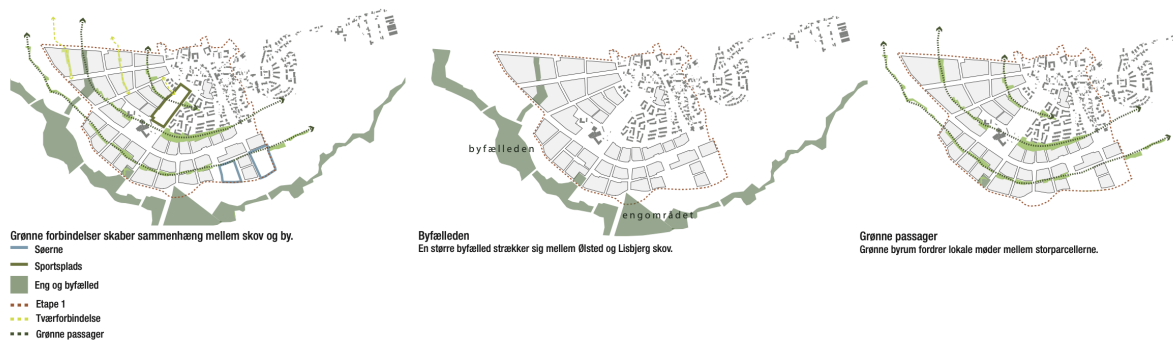 byfælleden
engområdet
Grønne forbindelser skaber sammenhæng mellem skov og by.
Søerne
Sportsplads
Eng og byfælled
Etape 1
Tværforbindelse
Grønne passager
Byfælleden
En større byfælled strækker sig mellem Ølsted og Lisbjerg skov.
Grønne passager
Grønne byrum fordrer lokale møder mellem storparcellerne.